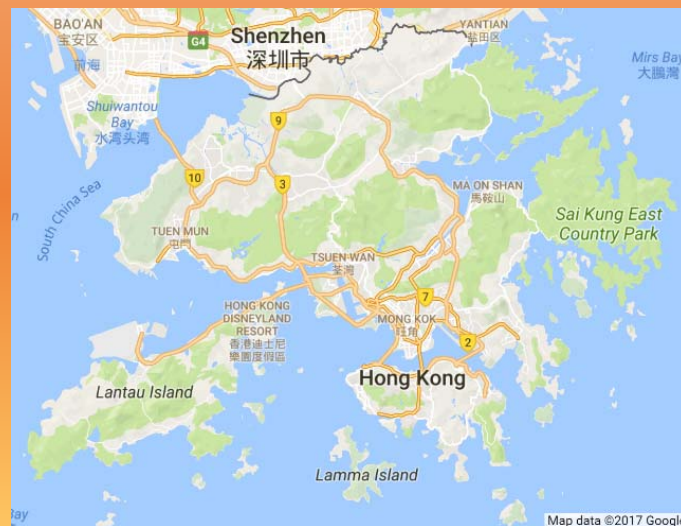 BAO'AN
宝安区
前海
G4
Shenzhen
深圳市
YANTIAN
盐田区
Mirs Bay
大鵬灣
Shuiwantou
Bay
水湾头湾
9
10
3
MA ON SHAN
馬鞍山
South China Sea
Sai Kung East
Country Park
TUEN MUN
屯門
TSUEN WAN
荃灣
HONG KONG
DISNEYLAND
RESORT
香港迪士尼
樂園度假區
7
MONG KOK
旺角
2
Lantau Island
Hong Kong
Lamma Island
Bay
Map data ©2017 Google